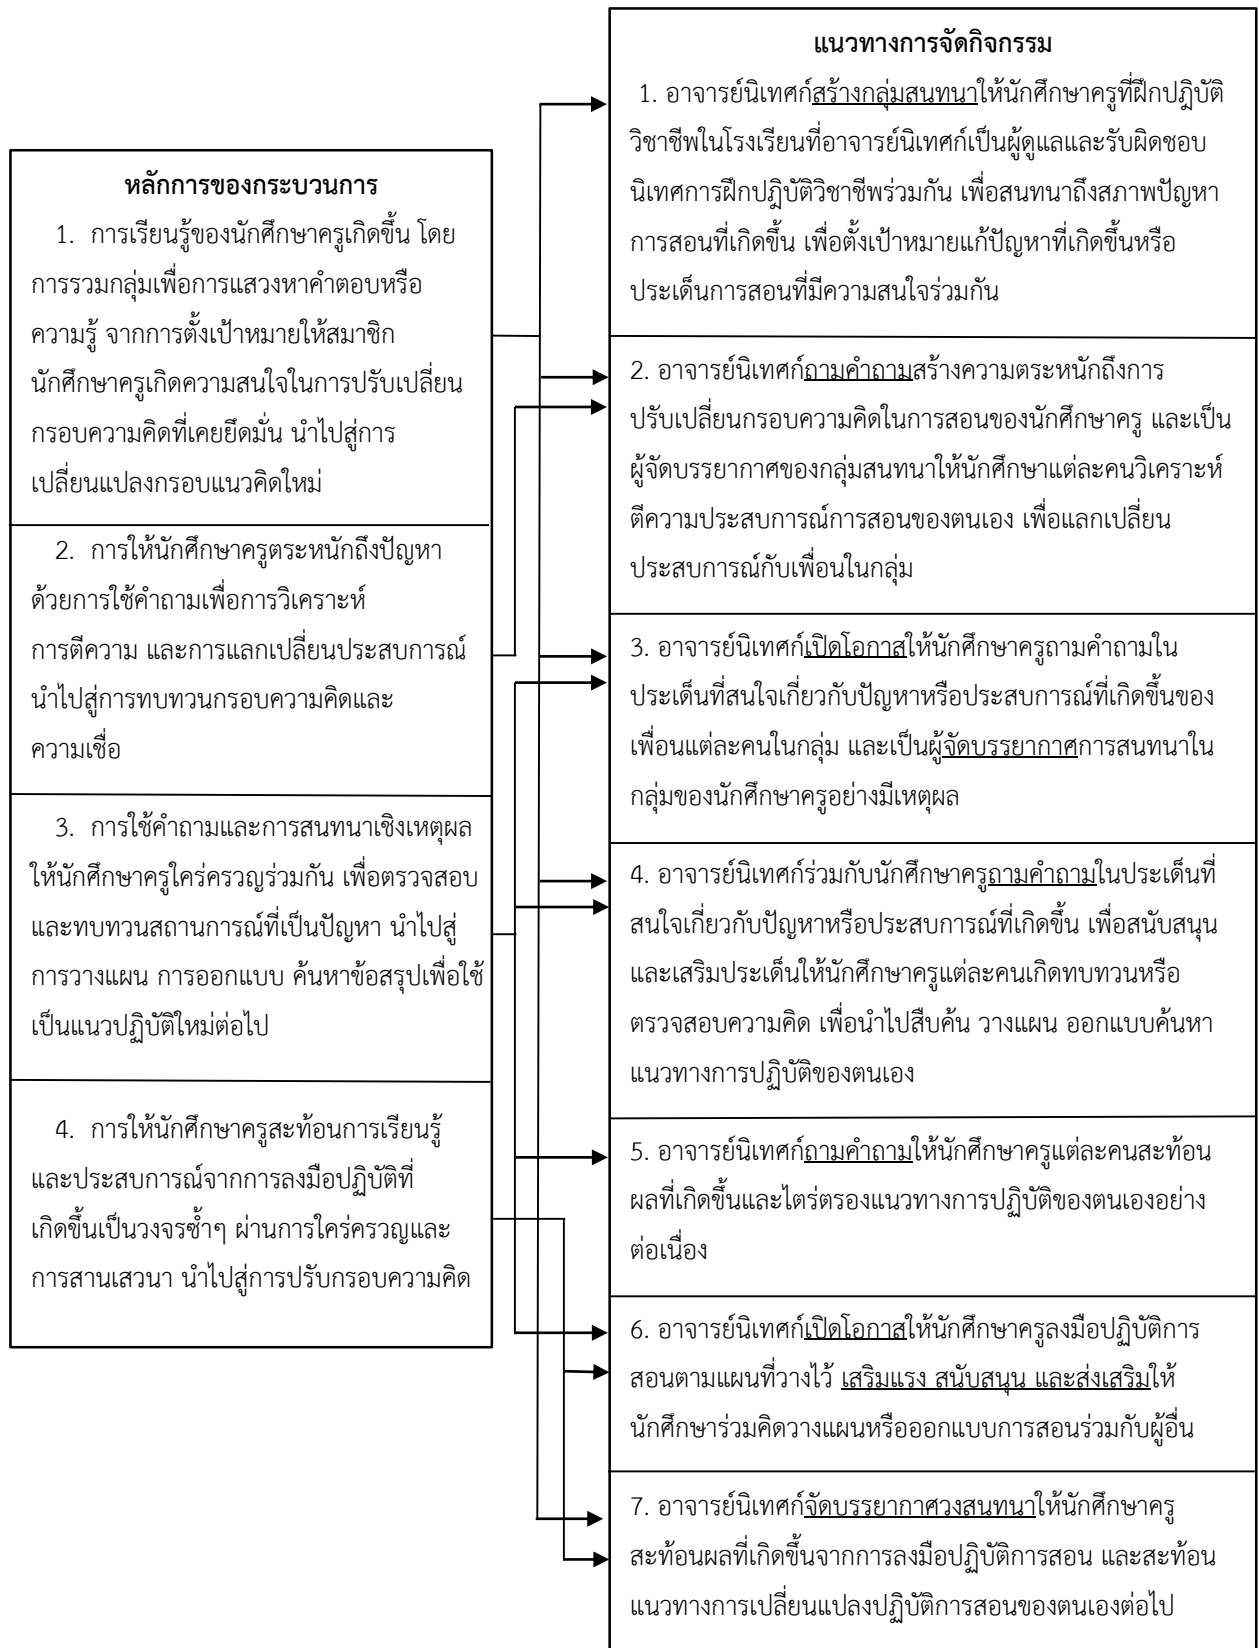 หลักการของกระบวนการ
1. การเรียนรู้ของนักศึกษาครูเกิดขึ้น โดย
การรวมกลุ่มเพื่อการแสวงหาคำตอบหรือ
ความรู้ จากการตั้งเป้าหมายให้สมาชิก
นักศึกษาครูเกิดความสนใจในการปรับเปลี่ยน
กรอบความคิดที่เคยยึดมั่น นำไปสู่การ
เปลี่ยนแปลงกรอบแนวคิดใหม่
2. การให้นักศึกษาครูตระหนักถึงปัญหา
ด้วยการใช้คำถามเพื่อการวิเคราะห์
การตีความ และการแลกเปลี่ยนประสบการณ์
นำไปสู่การทบทวนกรอบความคิดและ
ความเชื่อ
3. การใช้คำถามและการสนทนาเชิงเหตุผล
ให้นักศึกษาครูใคร่ครวญร่วมกัน เพื่อตรวจสอบ
และทบทวนสถานการณ์ที่เป็นปัญหา นำไปสู่
การวางแผน การออกแบบ ค้นหาข้อสรุปเพื่อใช้
เป็นแนวปฏิบัติใหม่ต่อไป
4. การให้นักศึกษาครูสะท้อนการเรียนรู้
และประสบการณ์จากการลงมือปฏิบัติที่
เกิดขึ้นเป็นวงจรซ้ำๆ ผ่านการใคร่ครวญและ
การสานเสวนา นำไปสู่การปรับกรอบความคิด
แนวทางการจัดกิจกรรม
1. อาจารย์นิเทศก์สร้างกลุ่มสนทนาให้นักศึกษาครูที่ฝึกปฏิบัติ
วิชาชีพในโรงเรียนที่อาจารย์นิเทศก์เป็นผู้ดูแลและรับผิดชอบ
นิเทศการฝึกปฏิบัติวิชาชีพร่วมกัน เพื่อสนทนาถึงสภาพปัญหา
การสอนที่เกิดขึ้น เพื่อตั้งเป้าหมายแก้ปัญหาที่เกิดขึ้นหรือ
ประเด็นการสอนที่มีความสนใจร่วมกัน
2. อาจารย์นิเทศก์ถามคำถามสร้างความตระหนักถึงการ
ปรับเปลี่ยนกรอบความคิดในการสอนของนักศึกษาครู และเป็น
ผู้จัดบรรยากาศของกลุ่มสนทนาให้นักศึกษาแต่ละคนวิเคราะห์
ตีความประสบการณ์การสอนของตนเอง เพื่อแลกเปลี่ยน
ประสบการณ์กับเพื่อนในกลุ่ม
3. อาจารย์นิเทศก์เปิดโอกาสให้นักศึกษาครูถามคำถามใน
ประเด็นที่สนใจเกี่ยวกับปัญหาหรือประสบการณ์ที่เกิดขึ้นของ
เพื่อนแต่ละคนในกลุ่ม และเป็นผู้จัดบรรยากาศการสนทนาใน
กลุ่มของนักศึกษาครูอย่างมีเหตุผล
4. อาจารย์นิเทศก์ร่วมกับนักศึกษาครูถามคำถามในประเด็นที่
สนใจเกี่ยวกับปัญหาหรือประสบการณ์ที่เกิดขึ้น เพื่อสนับสนุน
และเสริมประเด็นให้นักศึกษาครูแต่ละคนเกิดทบทวนหรือ
ตรวจสอบความคิด เพื่อนำไปสืบค้น วางแผน ออกแบบค้นหา
แนวทางการปฏิบัติของตนเอง
5. อาจารย์นิเทศก์ถามคำถามให้นักศึกษาครูแต่ละคนสะท้อน
ผลที่เกิดขึ้นและไตร่ตรองแนวทางการปฏิบัติของตนเองอย่าง
ต่อเนื่อง
6. อาจารย์นิเทศก์เปิดโอกาสให้นักศึกษาครูลงมือปฏิบัติการ
สอนตามแผนที่วางไว้ เสริมแรง สนับสนุน และส่งเสริมให้
นักศึกษาร่วมคิดวางแผนหรือออกแบบการสอนร่วมกับผู้อื่น
7. อาจารย์นิเทศก์จัดบรรยากาศวงสนทนาให้นักศึกษาครู
สะท้อนผลที่เกิดขึ้นจากการลงมือปฏิบัติการสอน และสะท้อน
แนวทางการเปลี่ยนแปลงปฏิบัติการสอนของตนเองต่อไป